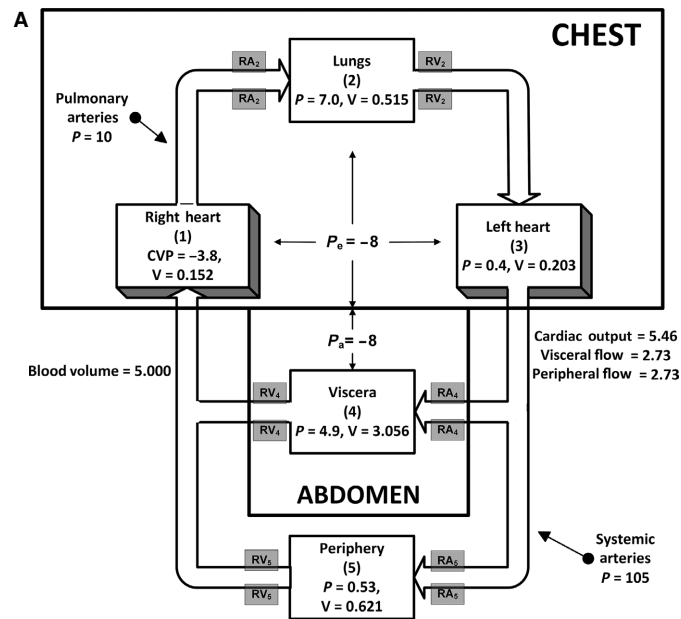 A
CHEST
RA2
RA2
Lungs
(2)
P = 7.0, V = 0.515
RV2
RV2
Pulmonary
arteries
P = 10
Right heart
(1)
CVP = –3.8,
V = 0.152
Pe = –8
Left heart
(3)
P = 0.4, V = 0.203
Pa = –8
Cardiac output = 5.46
Visceral flow = 2.73
Peripheral flow = 2.73
Blood volume = 5.000
RV4
RV4
Viscera
(4)
P = 4.9, V = 3.056
RA4
RA4
ABDOMEN
RV5
RV5
Periphery
(5)
P = 0.53,
V = 0.621
RA5
RA5
Systemic
arteries
P = 105